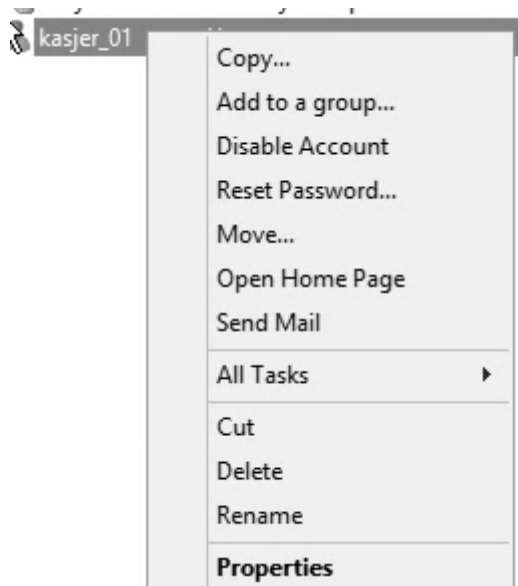 kasjer_01
Copy...
Add to a group...
Disable Account
Reset Password...
Move...
Open Home Page
Send Mail
All Tasks
Cut
Delete
Rename
Properties